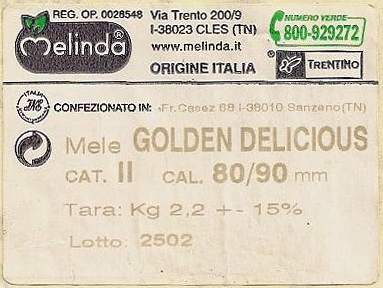 REG. OP. 0026548
Melinda®
Via Trento 200/9
I-38023 CLES (TN)
www.melinda.it
ORIGINE ITALIA
NUMERO VERDE
800-929272
TRENTINO
ITALIA
CONFEZIONATO IN: Fr. Casez 68 I-38010 Sanzeno(TN)
Mele GOLDEN DELICIOUS
CAT. II CAL. 80/90 mm
Tara: Kg 2,2 +- 15%
Lotto: 2502